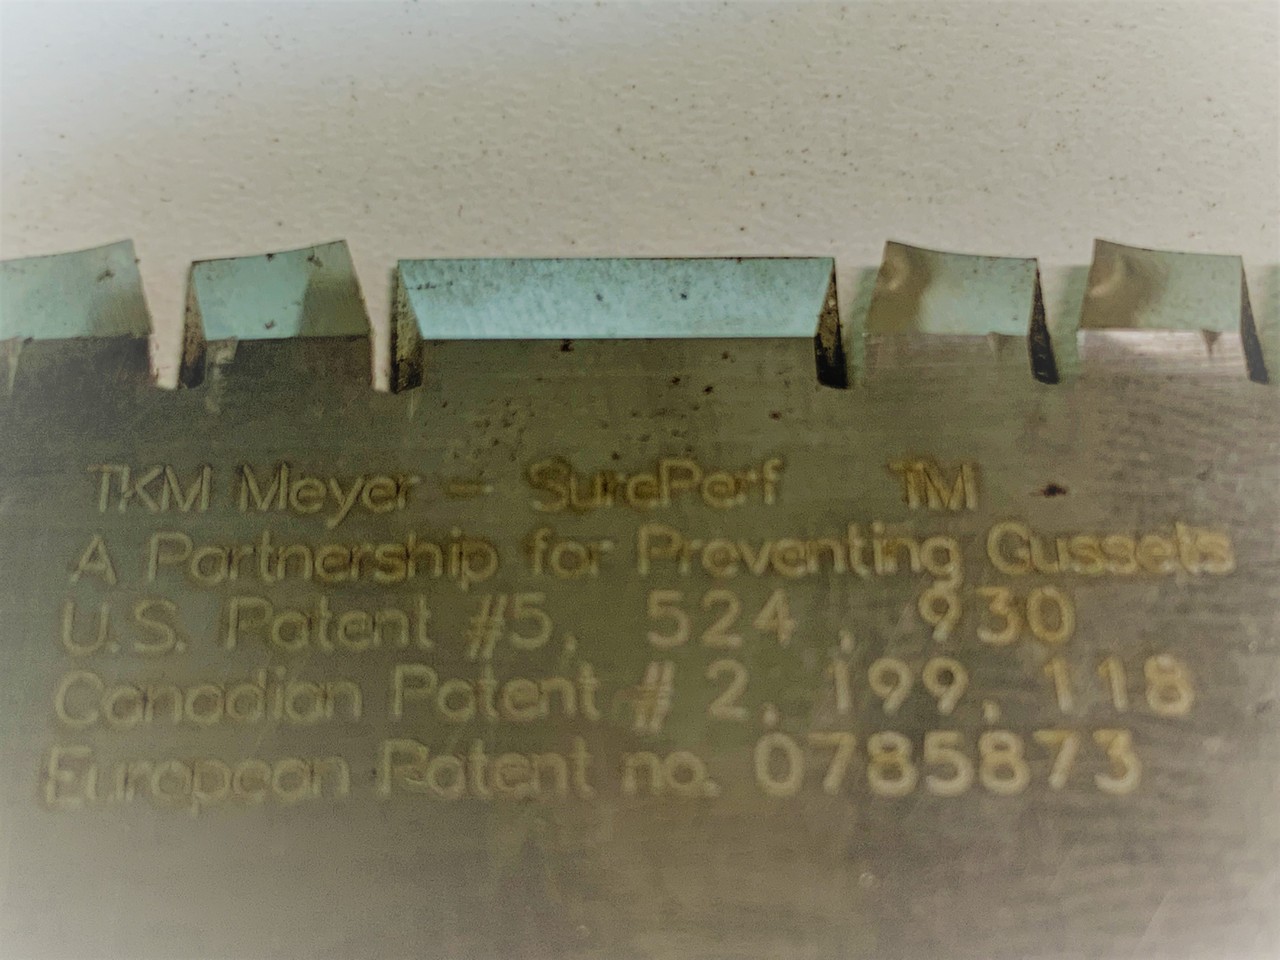 TKM Meyer - SurePerf TM
A Partnership for Preventing Gussets
U.S. Patent #5, 524, 930
Canadian Patent # 2, 199, 118
European Patent no. 0785873